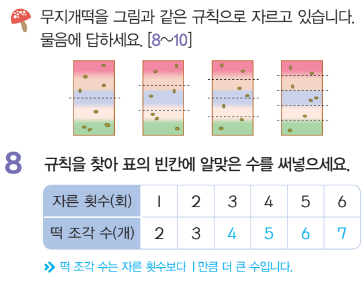 무지개떡을 그림과 같은 규칙으로 자르고 있습니다.
물음에 답하세요. [8~10]
8 규칙을 찾아 표의 빈칸에 알맞은 수를 써넣으세요.
자른 횟수(회) 1 2 3 4 5 6
떡 조각 수(개) 2 3 4 5 6 7
≫ 떡 조각 수는 자른 횟수보다 1만큼 더 큰 수입니다.